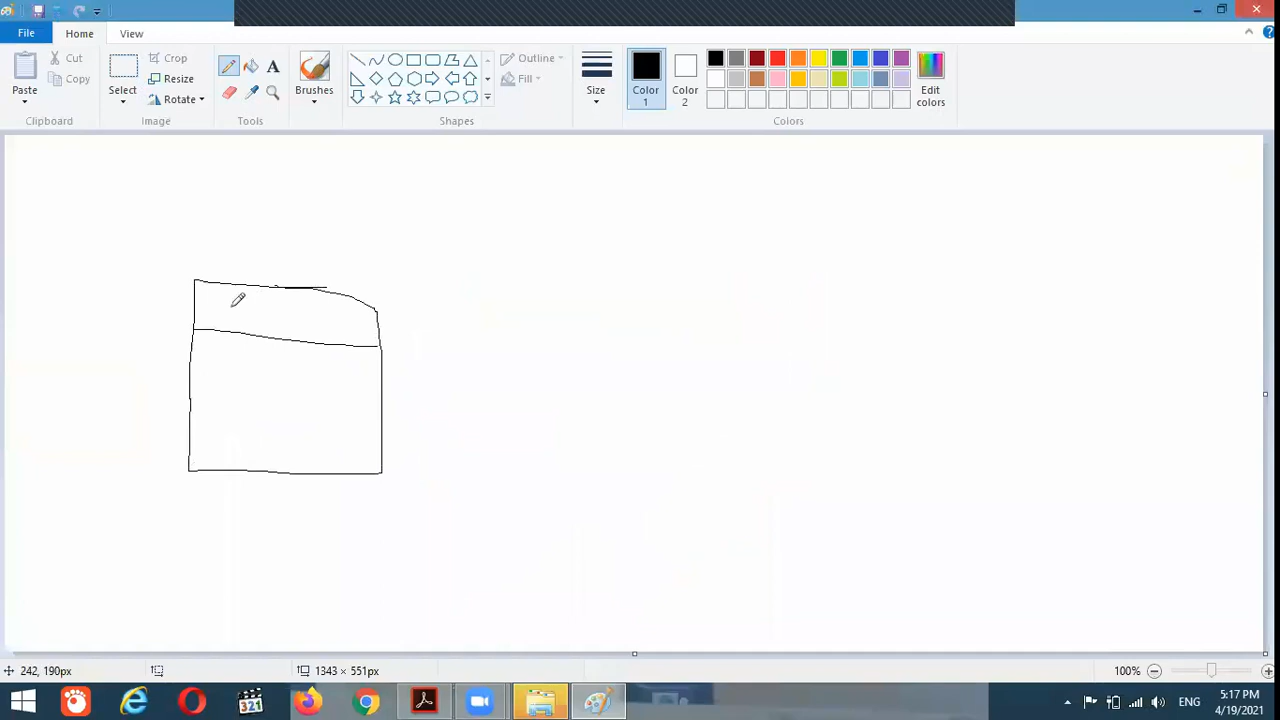 File Home View
Cut
Copy
Paste
Clipboard
Select
Crop
Resize
Rotate
Image
A
Tools
Brushes
Outline
Fill
Shapes
Size
Color 1
Color 2
Edit colors
Colors
242, 190px
1343 × 551px
100%
321
ENG
5:17 PM
4/19/2021